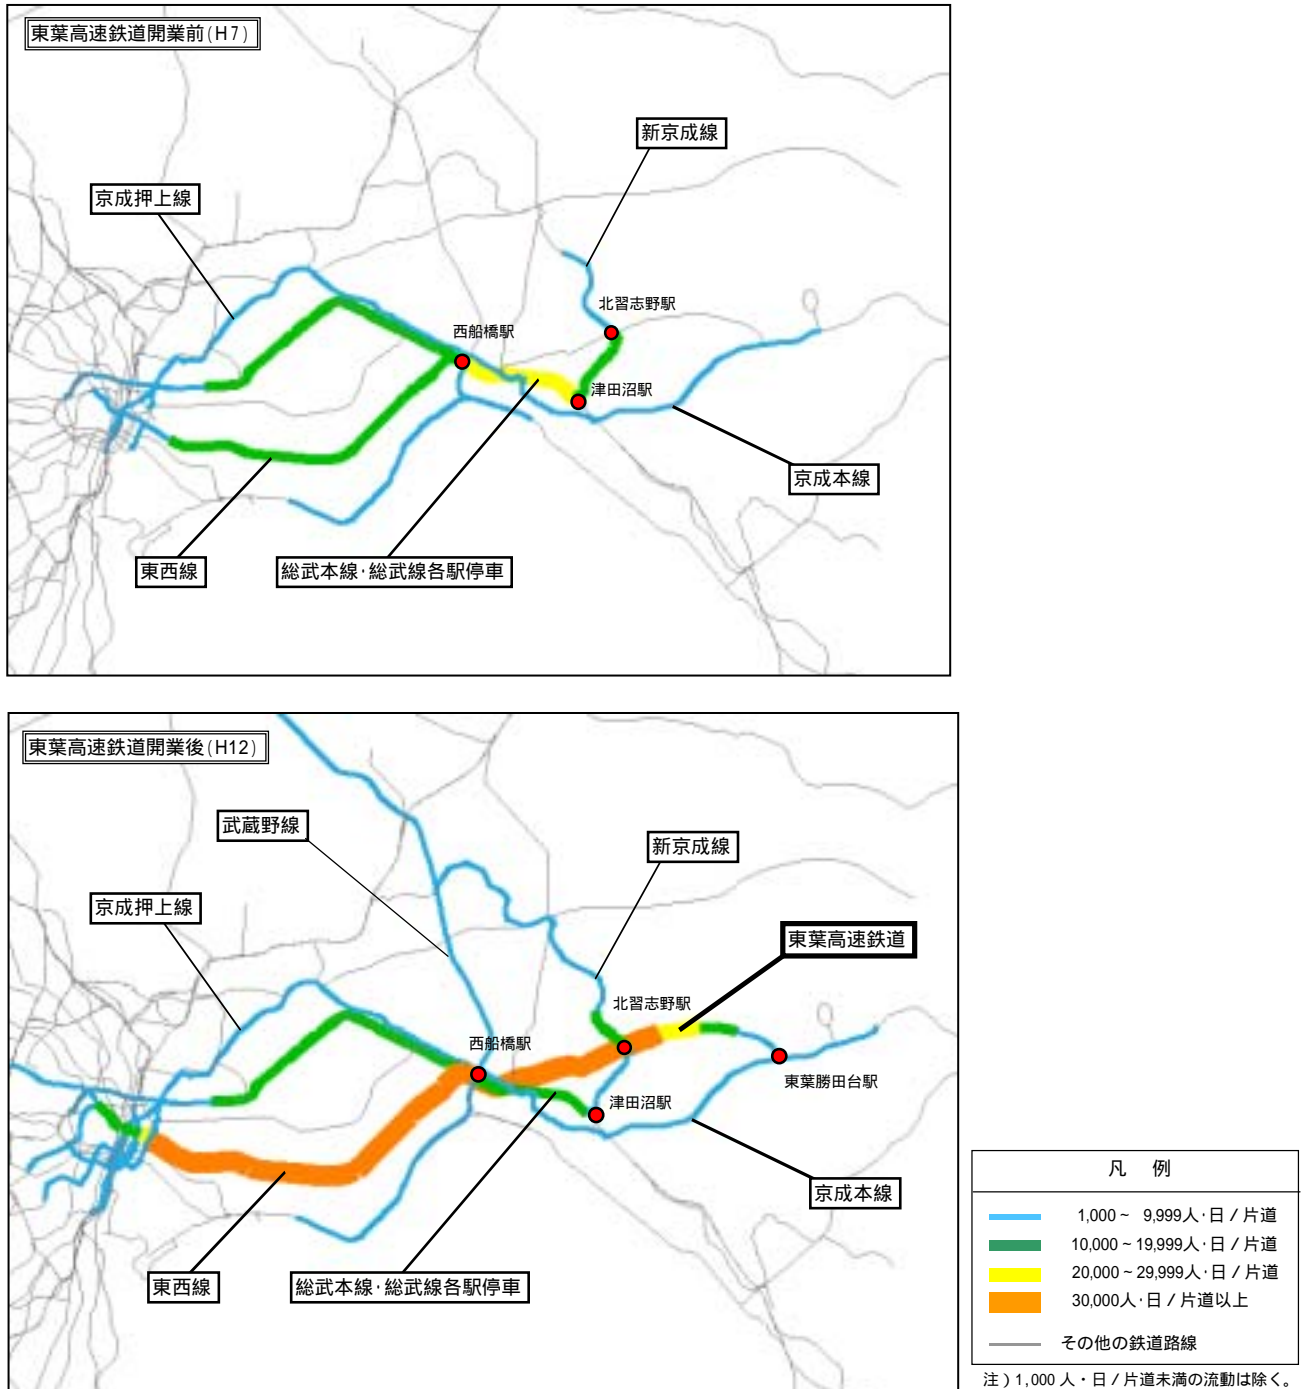 東葉高速鉄道開業前(H7)
新京成線
京成押上線
北習志野駅
西船橋駅
津田沼駅
京成本線
東西線
総武本線・総武線各駅停車
東葉高速鉄道開業後(H12)
武蔵野線
新京成線
京成押上線
東葉高速鉄道
北習志野駅
西船橋駅
東葉勝田台駅
津田沼駅
京成本線
東西線
総武本線・総武線各駅停車
凡 例
1,000~ 9,999人・日/片道
10,000~19,999人・日/片道
20,000~29,999人・日/片道
30,000人・日/片道以上
その他の鉄道路線
注)1,000人・日/片道未満の流動は除く。